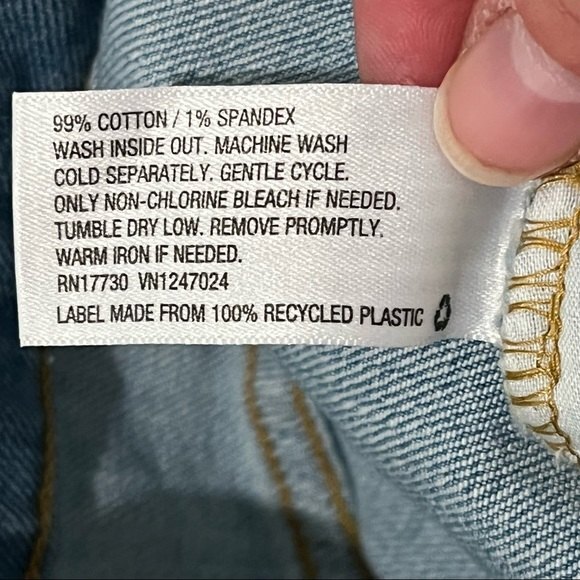 99% COTTON / 1% SPANDEX
WASH INSIDE OUT. MACHINE WASH
COLD SEPARATELY. GENTLE CYCLE.
ONLY NON-CHLORINE BLEACH IF NEEDED.
TUMBLE DRY LOW. REMOVE PROMPTLY.
WARM IRON IF NEEDED.
RN17730 VN1247024
LABEL MADE FROM 100% RECYCLED PLASTIC